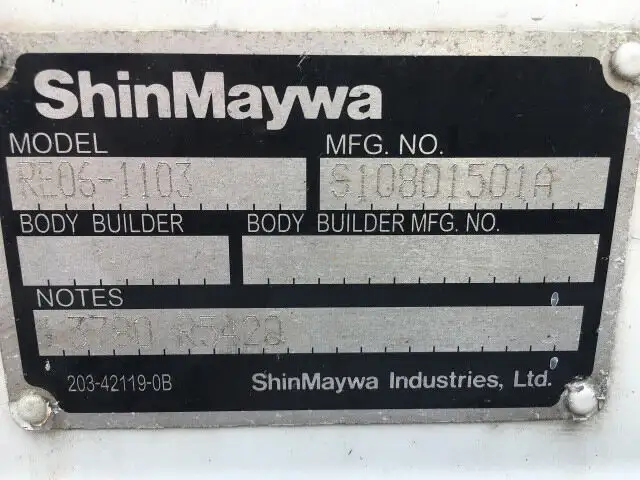 ShinMaywa
MODEL MFG. NO.
RE06-1103 S10801501A
BODY BUILDER BODY BUILDER MFG. NO.
NOTES
203-42119-0B ShinMaywa Industries, Ltd.